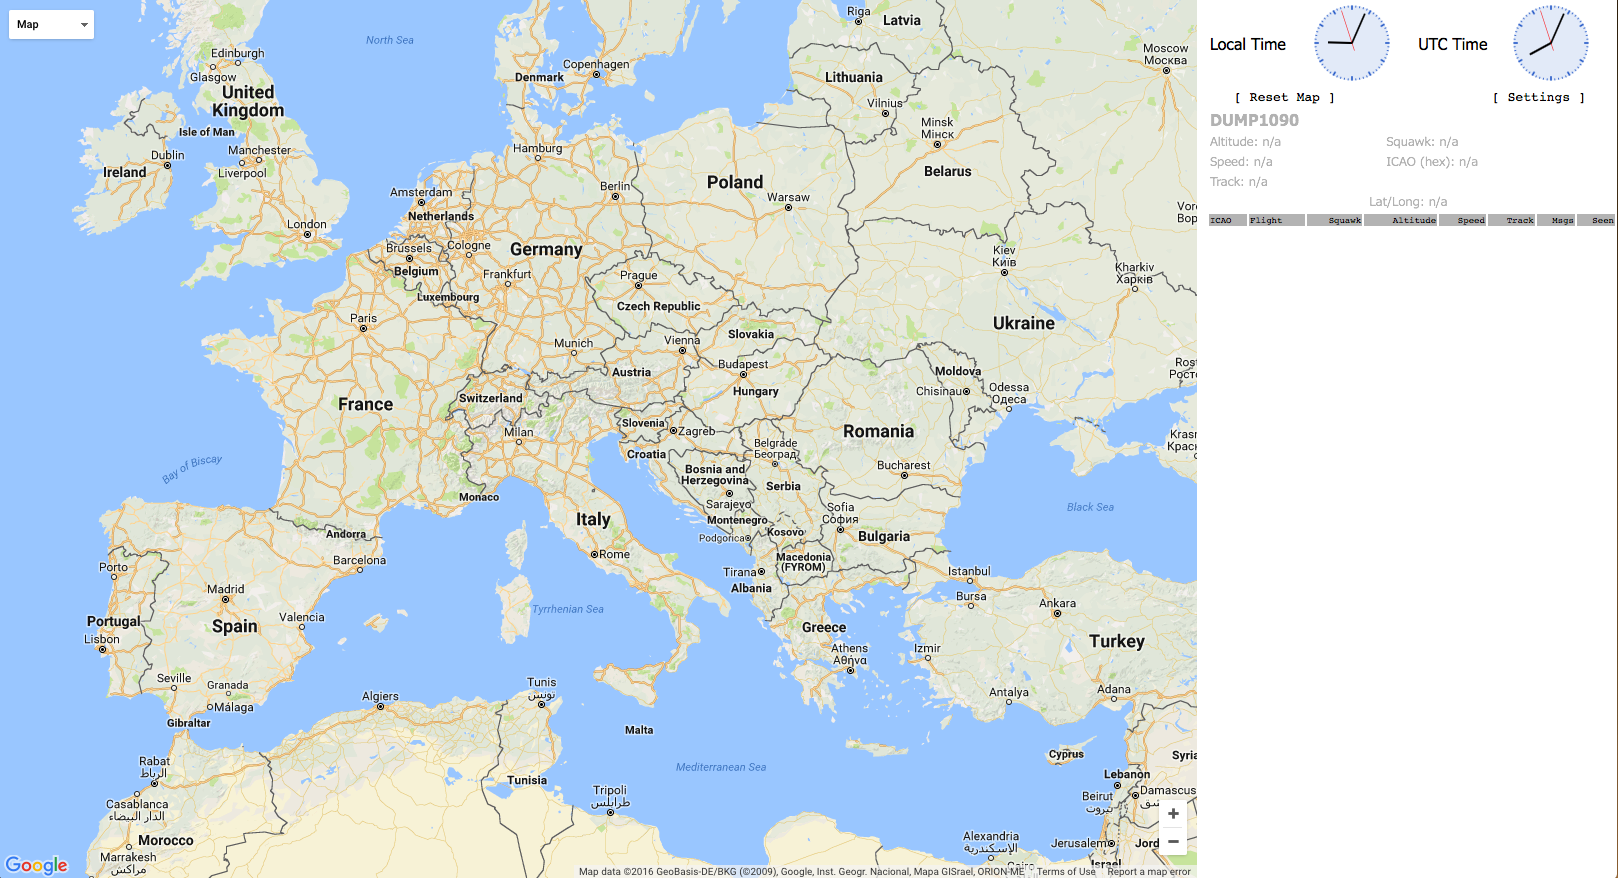 Map
North Sea
Riga
Latvia
Moscow
Москва
Edinburgh
Glasgow
Copenhagen
Denmark
Lithuania
United
Kingdom
Vilnius
Isle of Man
Minsk
Мінск
Dublin
Manchester
Hamburg
Ireland
Liverpool
Belarus
Poland
Berlin
Amsterdam
Warsaw
Netherlands
London
Brussels
Cologne
Germany
Kiev
Київ
Belgium
Frankfurt
Prague
Kharkiv
Харків
Luxembourg
Czech Republic
Paris
Ukraine
Slovakia
Munich
Vienna
Budapest
Austria
Moldova
Hungary
Chisinau
Odessa
Одеса
Switzerland
France
Slovenia
Zagreb
Milan
Romania
Croatia
Belgrade
Београд
Bay of Biscay
Bosnia and
Herzegovina
Bucharest
Serbia
Monaco
Sarajevo
Sofia
София
Black Sea
Italy
Montenegro
Kosovo
Bulgaria
Andorra
Podgorica
Rome
Barcelona
Macedonia
(FYROM)
Porto
Tirana
Istanbul
Albania
Madrid
Bursa
Ankara
Tyrrhenian Sea
Valencia
Portugal
Spain
Greece
Lisbon
Turkey
Athens
Αθήνα
Izmir
Seville
Granada
Tunis
تونس
Antalya
Adana
Algiers
Málaga
Gibraltar
Malta
Cyprus
Syria
Rabat
الرباط
Mediterranean Sea
Lebanon
Tunisia
Tripoli
طرابلس
Beirut
بيروت
Damascus
Casablanca
الدار البيضاء
Morocco
Alexandria
الإسكندرية
Jerusalem
Jord
Marrakesh
مراكش
Israel
Cairo
+
−
Google
Map data ©2016 GeoBasis-DE/BKG (©2009), Google, Inst. Geogr. Nacional, Mapa GISrael, ORION-ME
Terms of Use
Report a map error
Local Time
UTC Time
[ Reset Map ]
[ Settings ]
DUMP1090
Altitude: n/a
Squawk: n/a
Speed: n/a
ICAO (hex): n/a
Track: n/a
Lat/Long: n/a
ICAO Flight Squawk Altitude Speed Track Msgs Seen